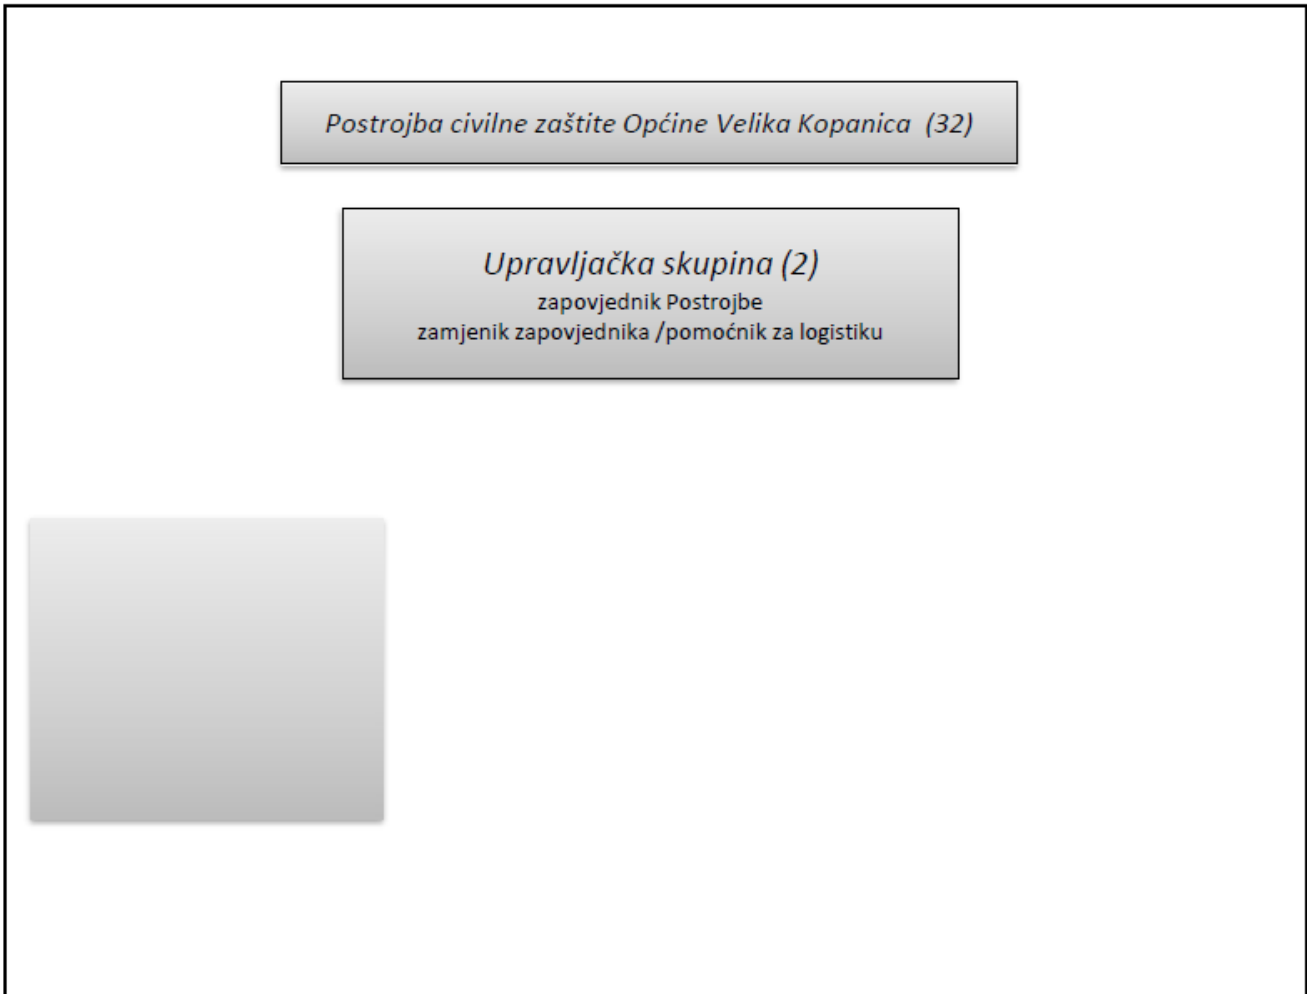 Postrojba civilne zaštite Općine Velika Kopanica (32)
Upravljačka skupina (2)
zapovjednik Postrojbe
zamjenik zapovjednika /pomoćnik za logistiku